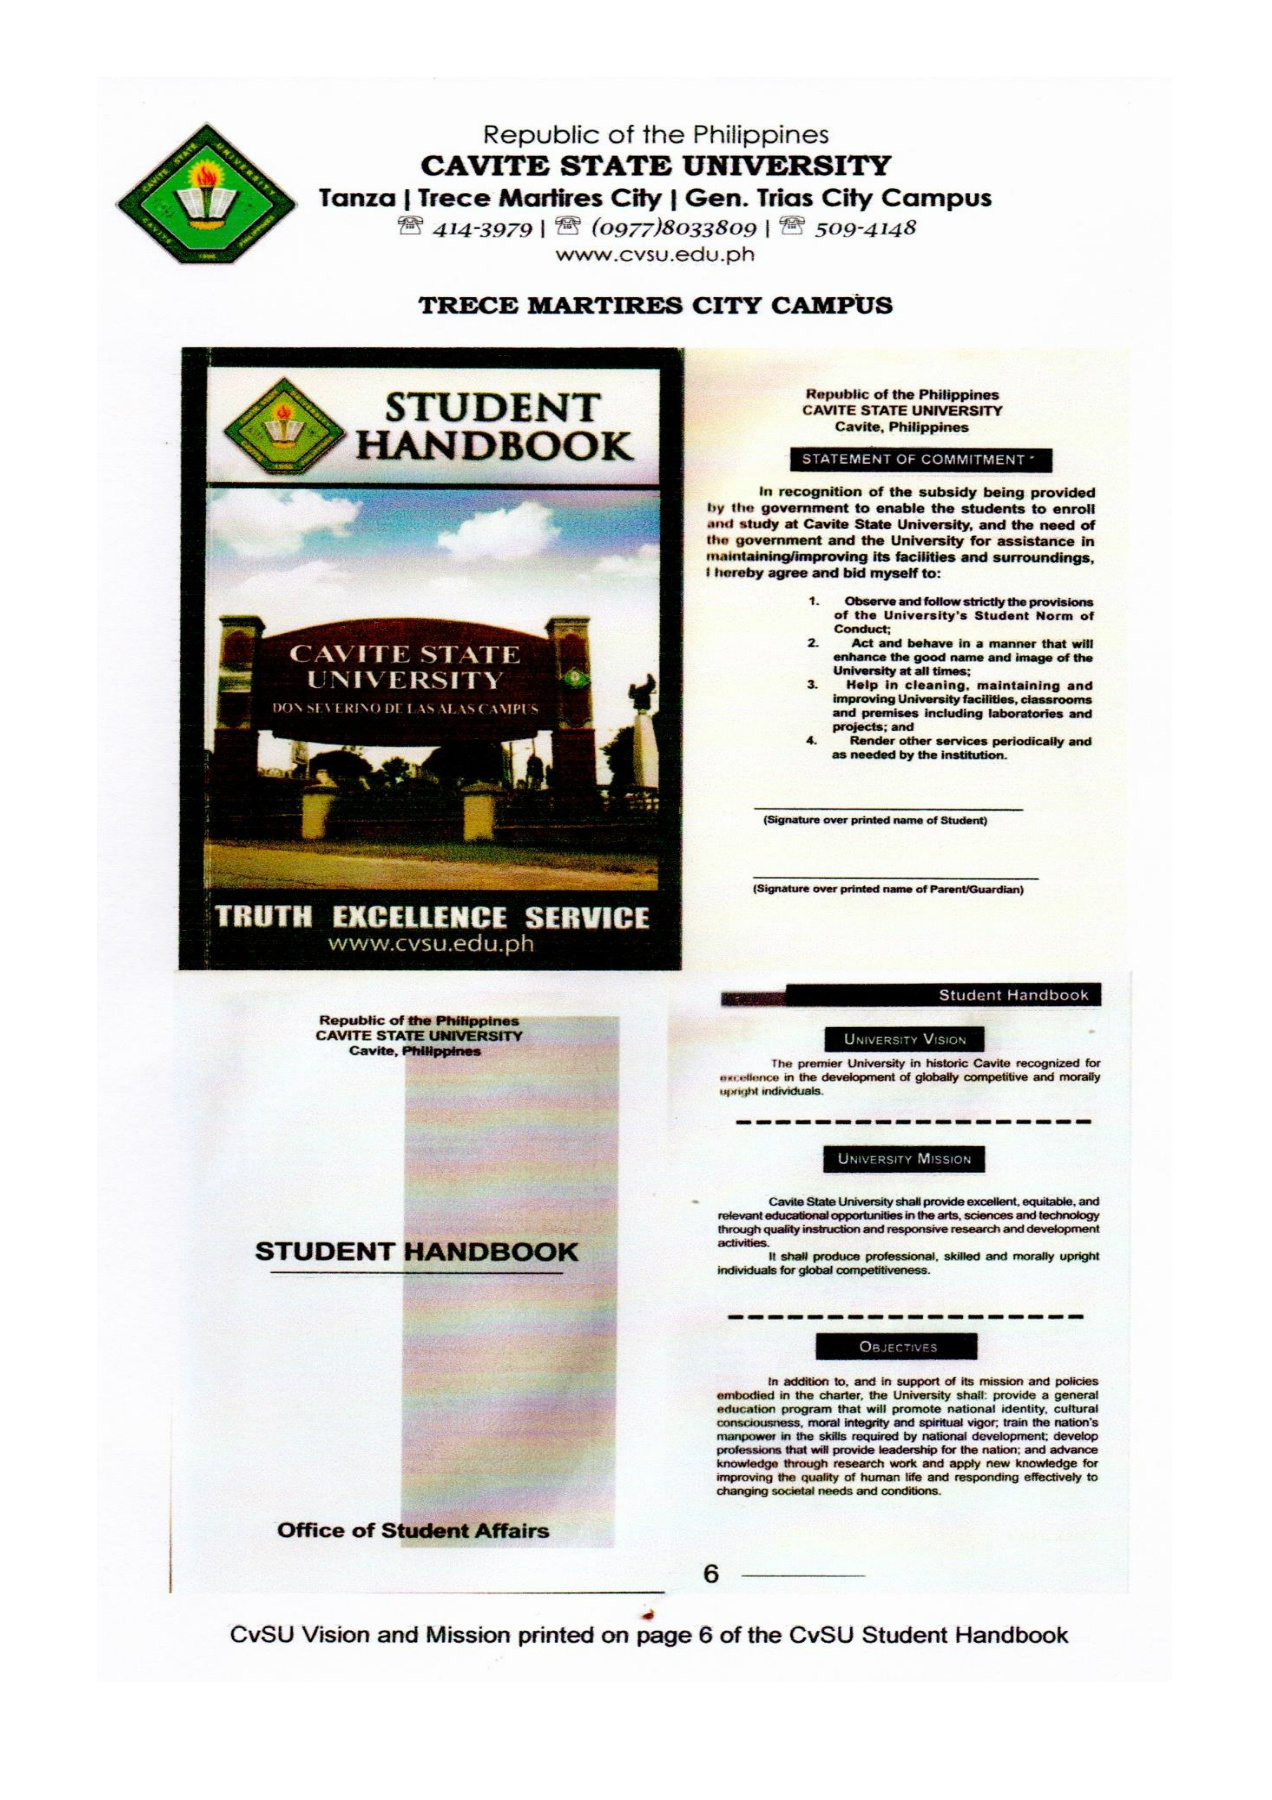 Republic of the Philippines
CAVITE STATE UNIVERSITY
Tanza | Trece Martires City | Gen. Trias City Campus
☏ 414-3979 | ☏ (0977)8033809 | ☏ 509-4148
www.cvsu.edu.ph
CAVITE STATE UNIVERSITY
PHILIPPINES
1906
TRECE MARTIRES CITY CAMPUS
STUDENT
HANDBOOK
CAVITE STATE
UNIVERSITY
DON SEVERINO DE LAS ALAS CAMPUS
TRUTH EXCELLENCE SERVICE
www.cvsu.edu.ph
Republic of the Philippines
CAVITE STATE UNIVERSITY
Cavite, Philippines
STATEMENT OF COMMITMENT
In recognition of the subsidy being provided
by the government to enable the students to enroll
and study at Cavite State University, and the need of
the government and the University for assistance in
maintaining/improving its facilities and surroundings,
I hereby agree and bid myself to:
1. Observe and follow strictly the provisions
of the University's Student Norm of
Conduct;
2. Act and behave in a manner that will
enhance the good name and image of the
University at all times;
3. Help in cleaning, maintaining and
improving University facilities, classrooms
and premises including laboratories and
projects; and
4. Render other services periodically and
as needed by the institution.
(Signature over printed name of Student)
(Signature over printed name of Parent/Guardian)
Republic of the Philippines
CAVITE STATE UNIVERSITY
Cavite, Philippines
STUDENT HANDBOOK
Office of Student Affairs
Student Handbook
UNIVERSITY VISION
The premier University in historic Cavite recognized for
excellence in the development of globally competitive and morally
upright individuals.
UNIVERSITY MISSION
Cavite State University shall provide excellent, equitable, and
relevant educational opportunities in the arts, sciences and technology
through quality instruction and responsive research and development
activities.
It shall produce professional, skilled and morally upright
individuals for global competitiveness.
OBJECTIVES
In addition to, and in support of its mission and policies
embodied in the charter, the University shall: provide a general
education program that will promote national identity, cultural
consciousness, moral integrity and spiritual vigor; train the nation's
manpower in the skills required by national development; develop
professions that will provide leadership for the nation; and advance
knowledge through research work and apply new knowledge for
improving the quality of human life and responding effectively to
changing societal needs and conditions.
6
CvSU Vision and Mission printed on page 6 of the CvSU Student Handbook